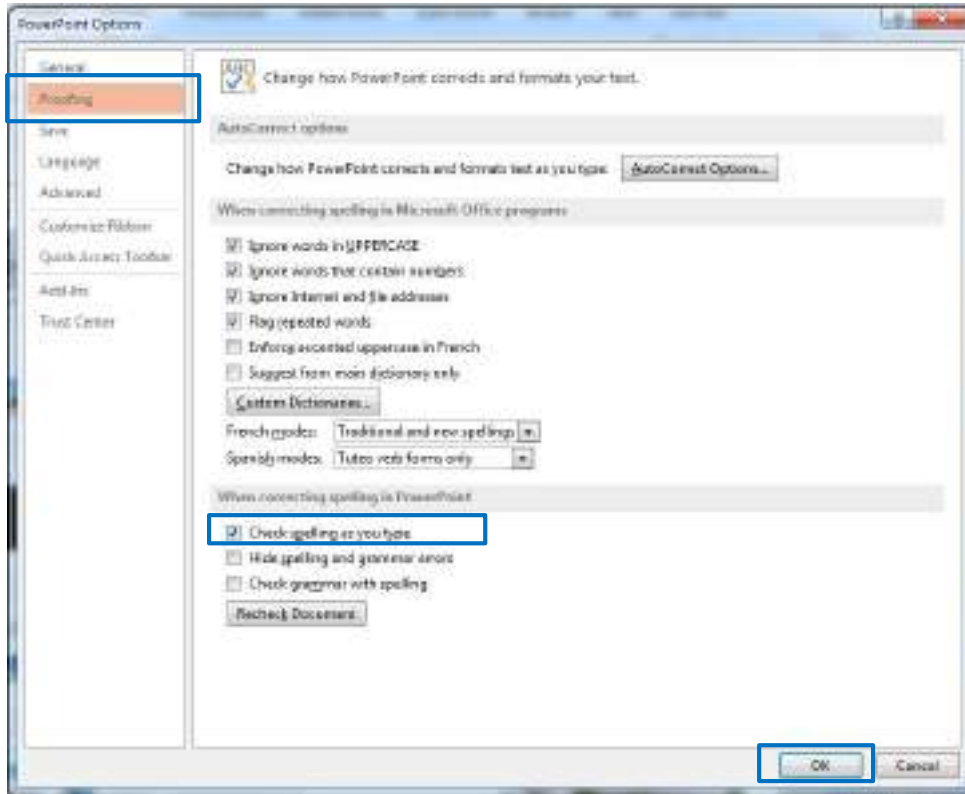 PowerPoint Options
General
Proofing
Save
Language
Advanced
Customize Ribbon
Quick Access Toolbar
Add-Ins
Trust Center
ABC
Change how PowerPoint corrects and formats your text.
AutoCorrect options
Change how PowerPoint corrects and formats text as you type: AutoCorrect Options...
When correcting spelling in Microsoft Office programs
Ignore words in UPPERCASE
Ignore words that contain numbers
Ignore Internet and file addresses
Flag repeated words
Enforce accented uppercase in French
Suggest from main dictionary only
Custom Dictionaries...
French modes: Traditional and new spellings
Spanish modes: Tuteo verb forms only
When correcting spelling in PowerPoint
Check spelling as you type
Hide spelling and grammar errors
Check grammar with spelling
Recheck Document
OK Cancel